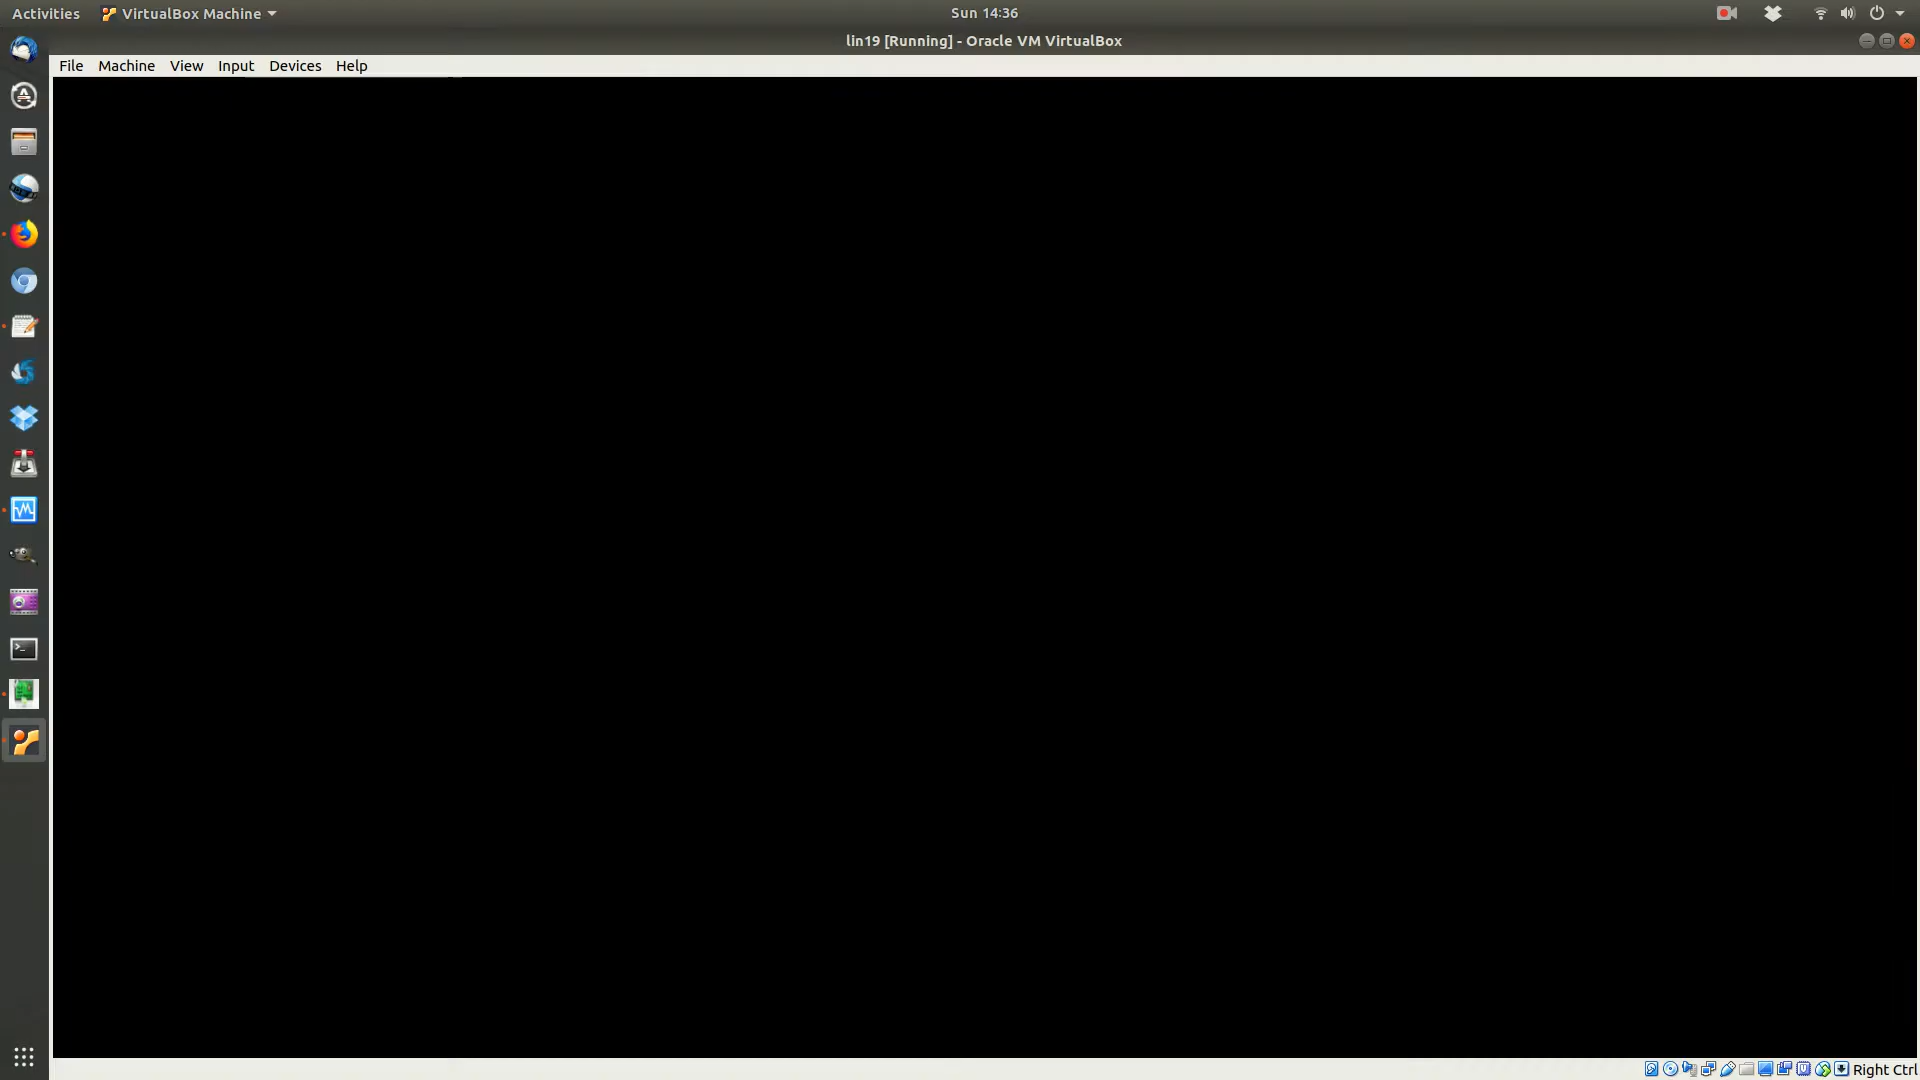 Activities VirtualBox Machine Sun 14:36
lin19 [Running] - Oracle VM VirtualBox
File Machine View Input Devices Help
Right Ctrl